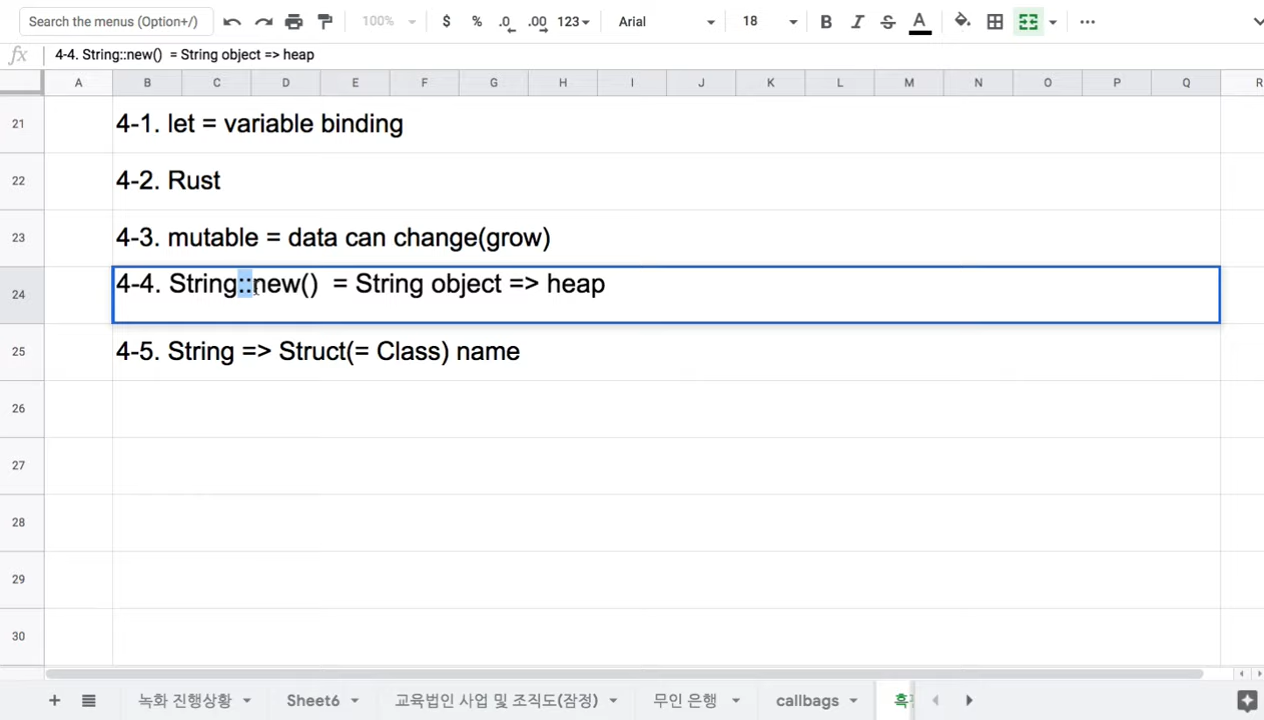 Search the menus (Option+/) 100% $ % .0 .00 123 Arial 18 B I S A
fx 4-4. String::new()  = String object => heap
A B C D E F G H I J K L M N O P Q R
21 4-1. let = variable binding
22 4-2. Rust
23 4-3. mutable = data can change(grow)
24 4-4. String::new()  = String object => heap
25 4-5. String => Struct(= Class) name
26
27
28
29
30
녹화 진행상황 Sheet6 교육법인 사업 및 조직도(잠정) 무인 은행 callbags